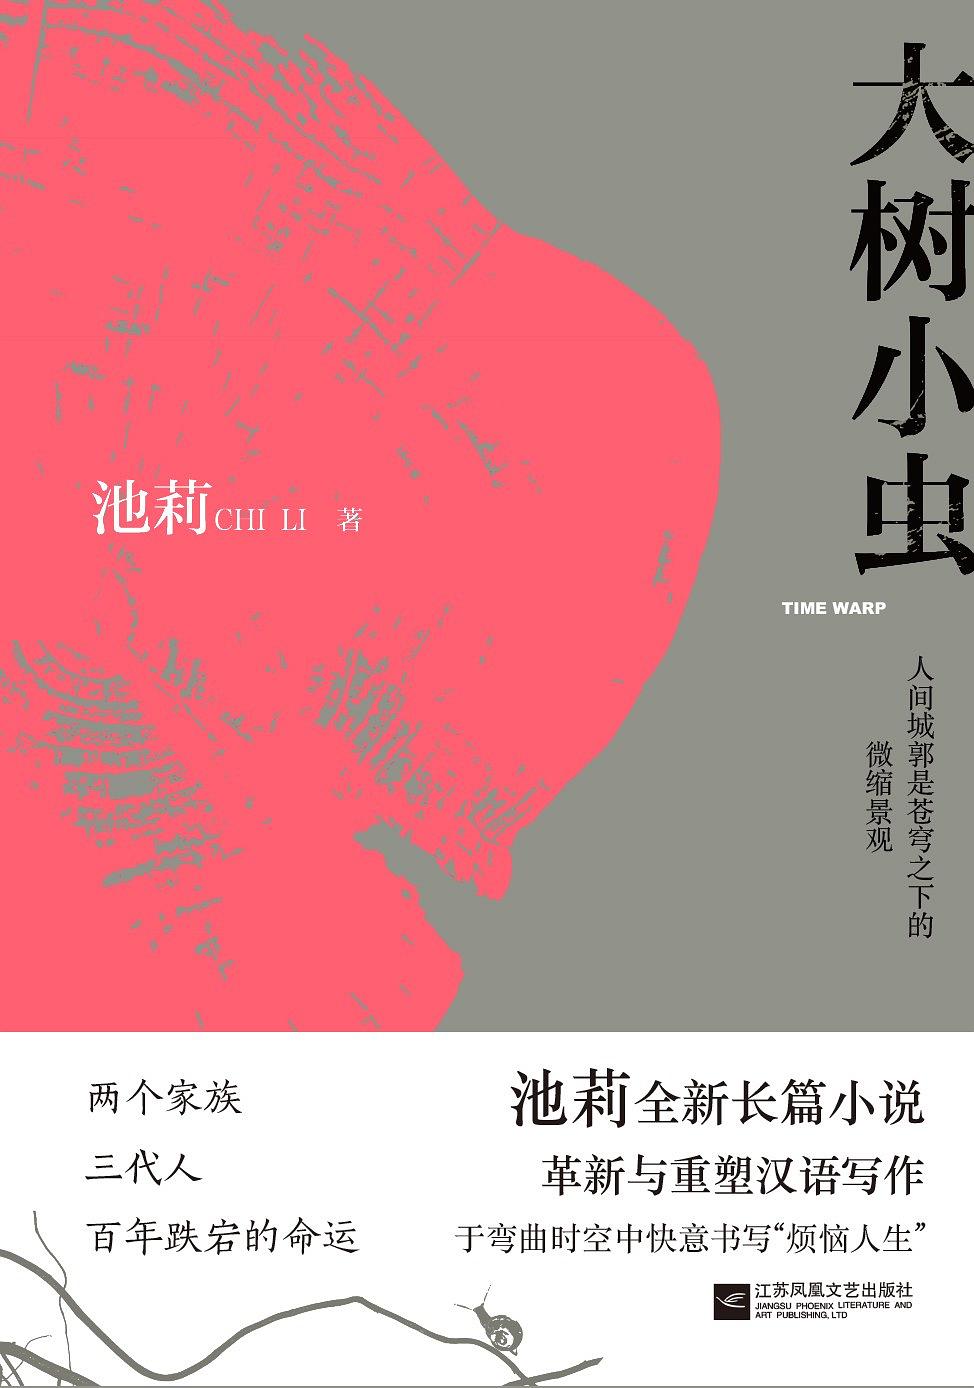 大树小虫
TIME WARP
人间城郭是苍穹之下的
微缩景观
池莉 CHI LI 著
两个家族
三代人
百年跌宕的命运
池莉全新长篇小说
革新与重塑汉语写作
于弯曲时空中快意书写“烦恼人生”
江苏凤凰文艺出版社
JIANGSU PHOENIX LITERATURE AND
ART PUBLISHING, LTD